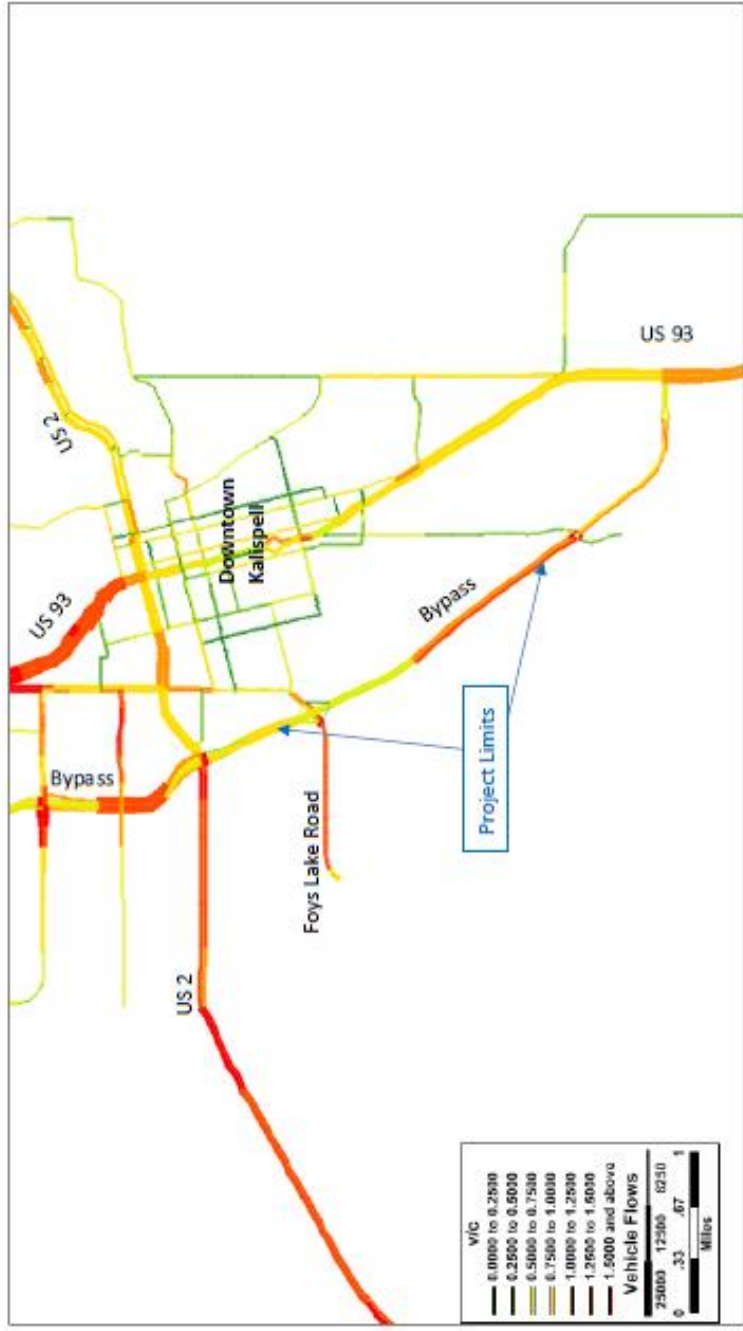 US 93
US 2
US 93
Bypass
Downtown
Kalispell
Bypass
US 2
Foys Lake Road
Project Limits
v/c
0.0000 to 0.2500
0.2500 to 0.5000
0.5000 to 0.7500
0.7500 to 1.0000
1.0000 to 1.2500
1.2500 to 1.5000
1.5000 and above
Vehicle Flows
25000 12500 6250
0 .33 .67 1
Miles